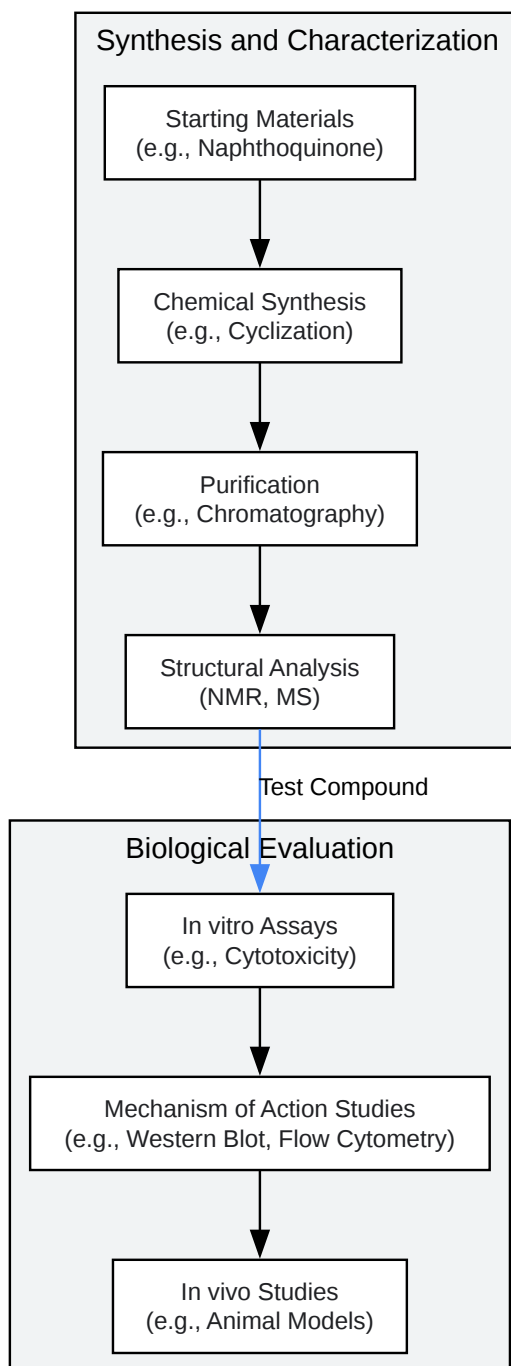 Synthesis and Characterization
Starting Materials
(e.g., Naphthoquinone)
Chemical Synthesis
(e.g., Cyclization)
Purification
(e.g., Chromatography)
Structural Analysis
(NMR, MS)
Test Compound
Biological Evaluation
In vitro Assays
(e.g., Cytotoxicity)
Mechanism of Action Studies
(e.g., Western Blot, Flow Cytometry)
In vivo Studies
(e.g., Animal Models)